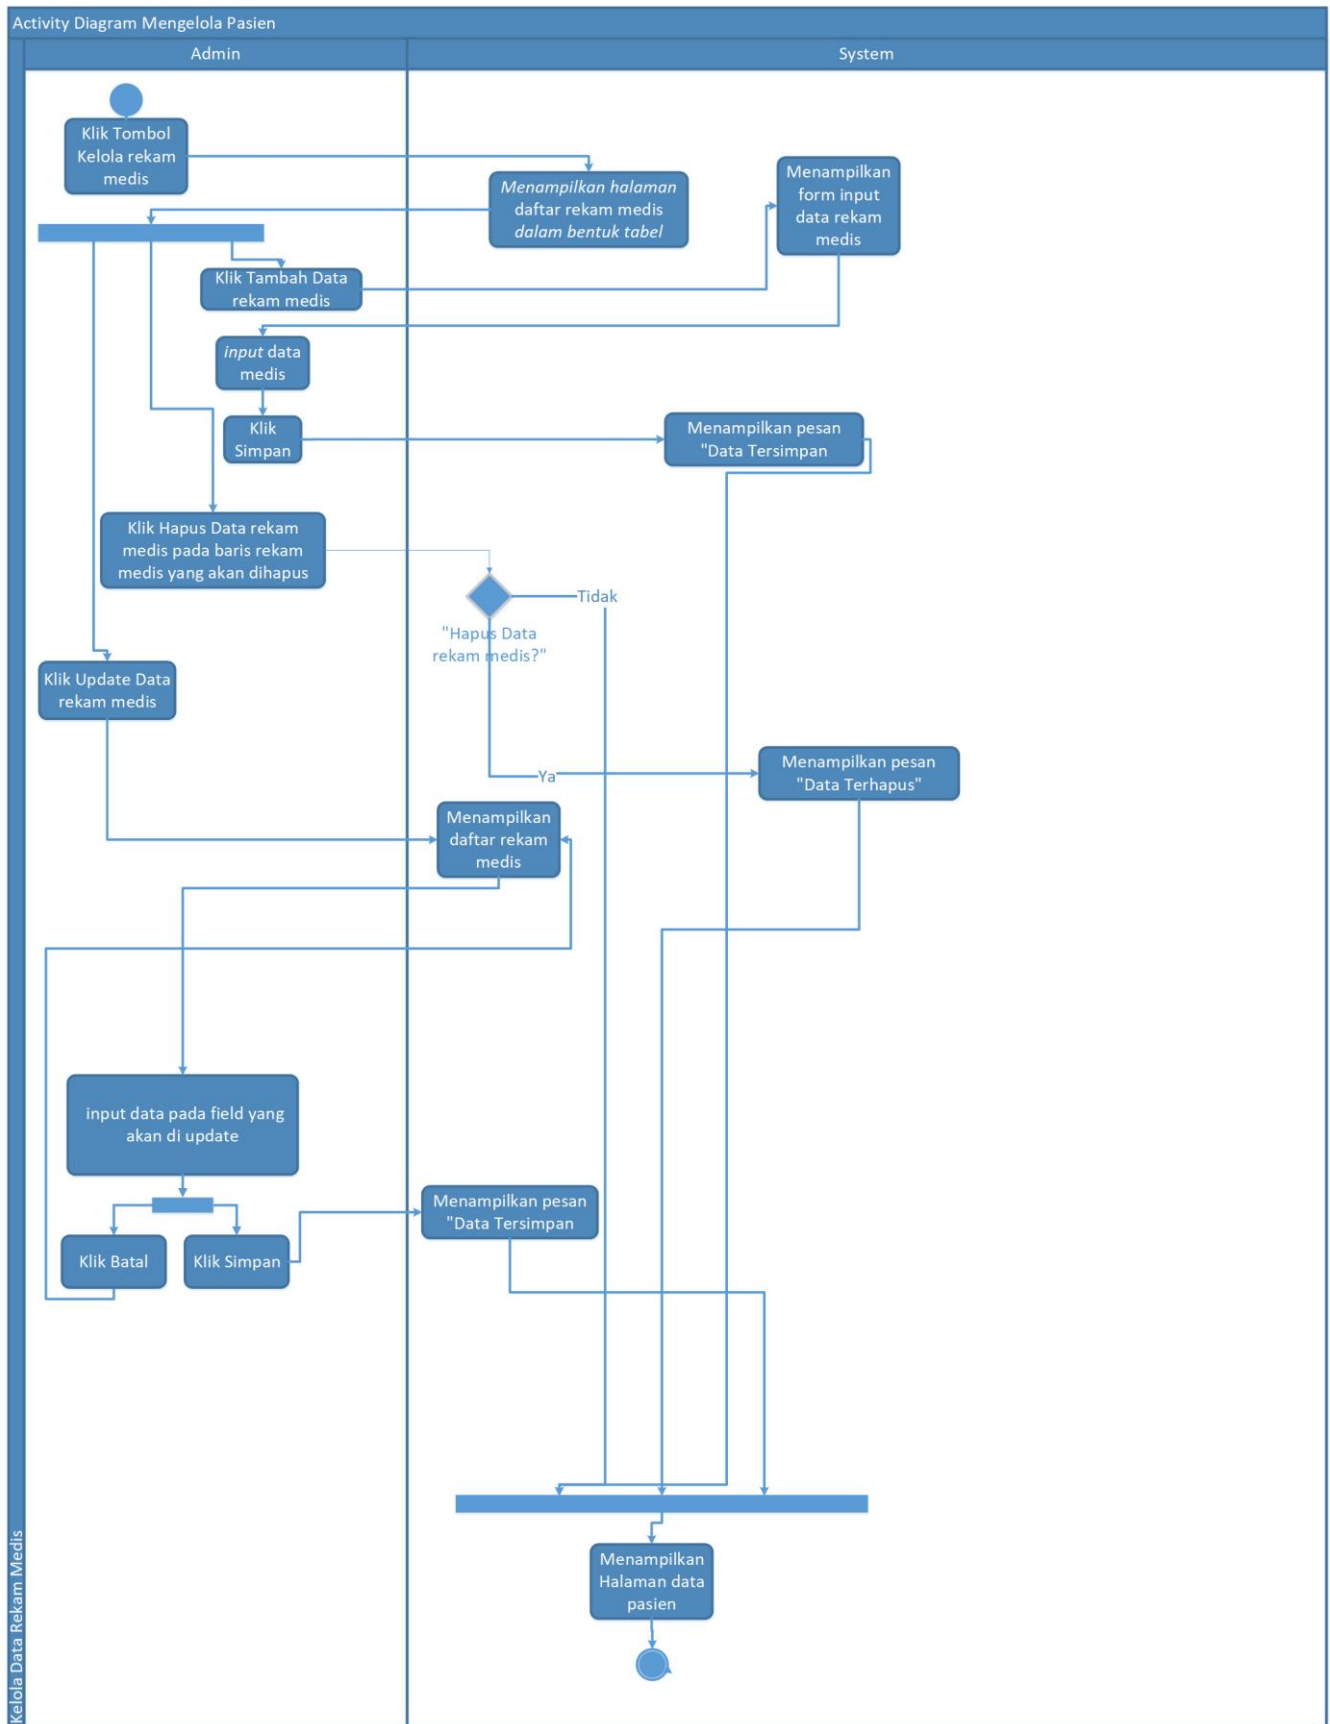 Activity Diagram Mengelola Pasien
Admin
System
Klik Tombol
Kelola rekam
medis
Menampilkan halaman
daftar rekam medis
dalam bentuk tabel
Menampilkan
form input
data rekam
medis
Klik Tambah Data
rekam medis
input data
medis
Klik
Simpan
Menampilkan pesan
"Data Tersimpan
Klik Hapus Data rekam
medis pada baris rekam
medis yang akan dihapus
Tidak
"Hapus Data
rekam medis?"
Klik Update Data
rekam medis
Ya
Menampilkan pesan
"Data Terhapus"
Menampilkan
daftar rekam
medis
input data pada field yang
akan di update
Menampilkan pesan
"Data Tersimpan
Klik Batal
Klik Simpan
Menampilkan
Halaman data
pasien
Kelola Data Rekam Medis